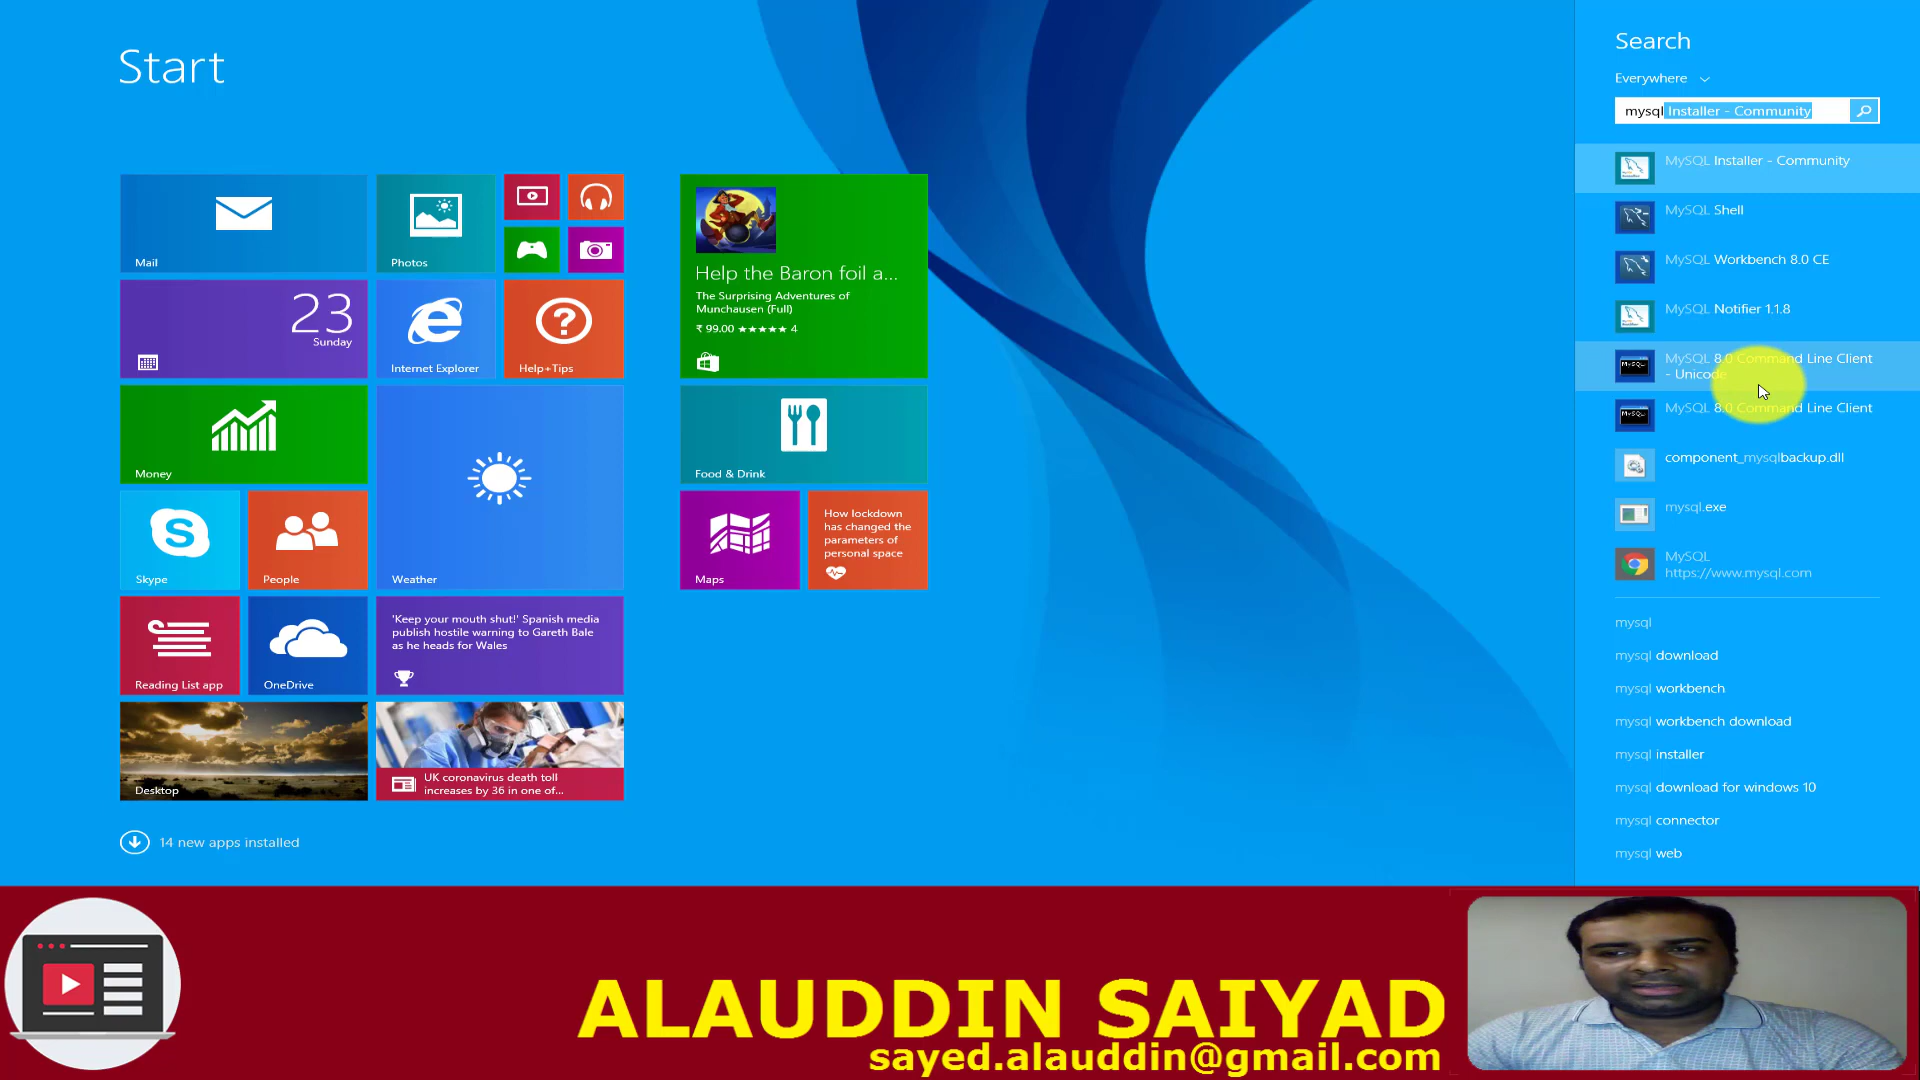 Start
Mail
Photos
23
Sunday
Internet Explorer
Help+Tips
Money
Weather
Skype
People
Reading List app
OneDrive
'Keep your mouth shut!' Spanish media
publish hostile warning to Gareth Bale
as he heads for Wales
Desktop
UK coronavirus death toll
increases by 36 in one of...
Help the Baron foil a...
The Surprising Adventures of
Munchausen (Full)
₹ 99.00 ★★★★★ 4
Food & Drink
Maps
How lockdown
has changed the
parameters of
personal space
14 new apps installed
Search
Everywhere
mysql Installer - Community
MySQL Installer - Community
MySQL Shell
MySQL Workbench 8.0 CE
MySQL Notifier 1.1.8
MySQL 8.0 Command Line Client
- Unicode
MySQL 8.0 Command Line Client
component_mysqlbackup.dll
mysql.exe
MySQL
https://www.mysql.com
mysql
mysql download
mysql workbench
mysql workbench download
mysql installer
mysql download for windows 10
mysql connector
mysql web
ALAUDDIN SAIYAD
sayed.alauddin@gmail.com